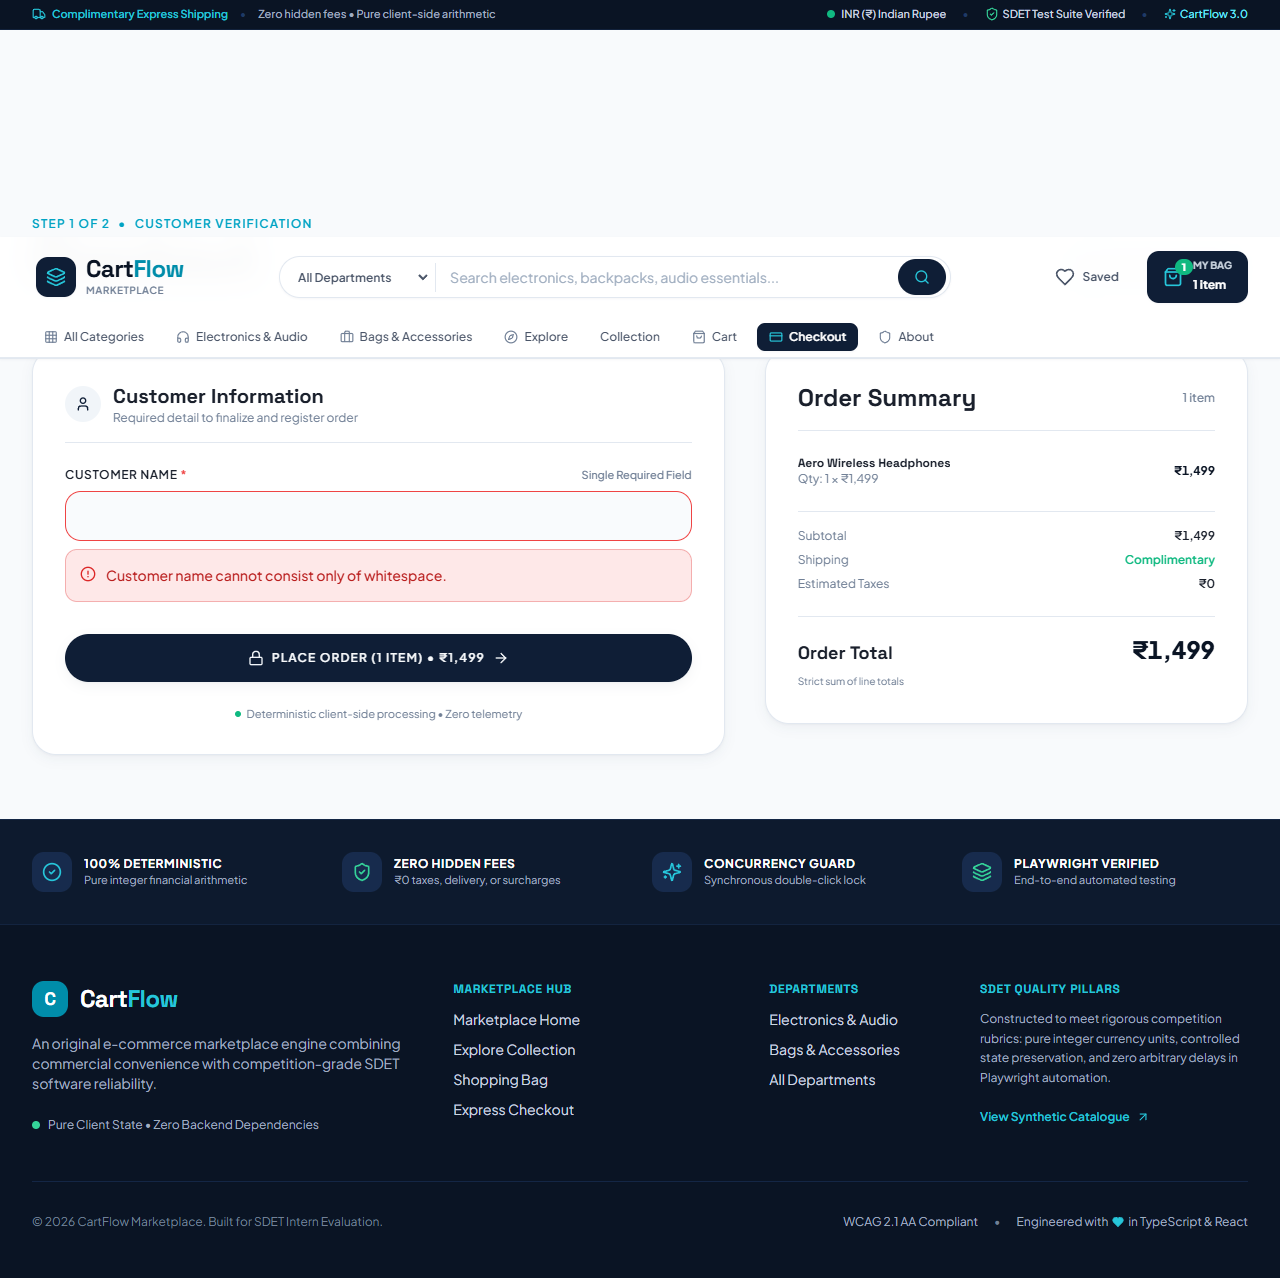 Complimentary Express Shipping • Zero hidden fees • Pure client-side arithmetic
INR (₹) Indian Rupee • SDET Test Suite Verified • CartFlow 3.0
STEP 1 OF 2 • CUSTOMER VERIFICATION
CartFlow
MARKETPLACE
All Departments
Search electronics, backpacks, audio essentials...
Saved
1
MY BAG
1 Item
All Categories
Electronics & Audio
Bags & Accessories
Explore
Collection
Cart
Checkout
About
Customer Information
Required detail to finalize and register order
CUSTOMER NAME *
Single Required Field
Customer name cannot consist only of whitespace.
PLACE ORDER (1 ITEM) • ₹1,499
Deterministic client-side processing • Zero telemetry
Order Summary
1 item
Aero Wireless Headphones
Qty: 1 × ₹1,499
₹1,499
Subtotal ₹1,499
Shipping Complimentary
Estimated Taxes ₹0
Order Total ₹1,499
Strict sum of line totals
100% DETERMINISTIC
Pure integer financial arithmetic
ZERO HIDDEN FEES
₹0 taxes, delivery, or surcharges
CONCURRENCY GUARD
Synchronous double-click lock
PLAYWRIGHT VERIFIED
End-to-end automated testing
C CartFlow
An original e-commerce marketplace engine combining
commercial convenience with competition-grade SDET
software reliability.
Pure Client State • Zero Backend Dependencies
MARKETPLACE HUB
Marketplace Home
Explore Collection
Shopping Bag
Express Checkout
DEPARTMENTS
Electronics & Audio
Bags & Accessories
All Departments
SDET QUALITY PILLARS
Constructed to meet rigorous competition
rubrics: pure integer currency units, controlled
state preservation, and zero arbitrary delays in
Playwright automation.
View Synthetic Catalogue
© 2026 CartFlow Marketplace. Built for SDET Intern Evaluation.
WCAG 2.1 AA Compliant • Engineered with in TypeScript & React